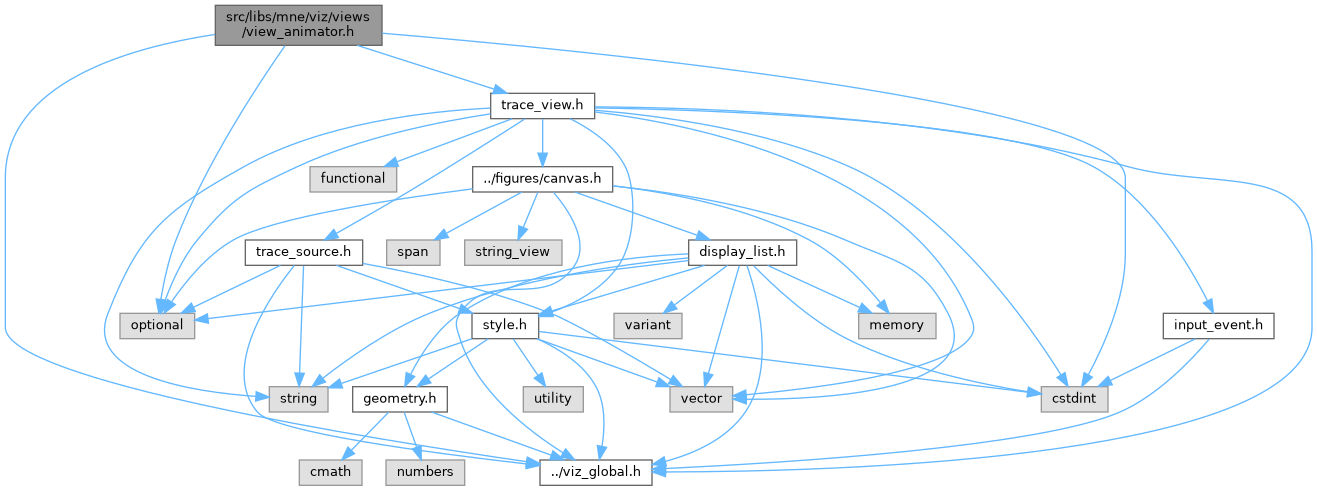 src/libs/mne/viz/views
/view_animator.h
trace_view.h
functional
../figures/canvas.h
trace_source.h
span
string_view
display_list.h
optional
style.h
variant
memory
input_event.h
string
geometry.h
utility
vector
cstdint
cmath
numbers
../viz_global.h